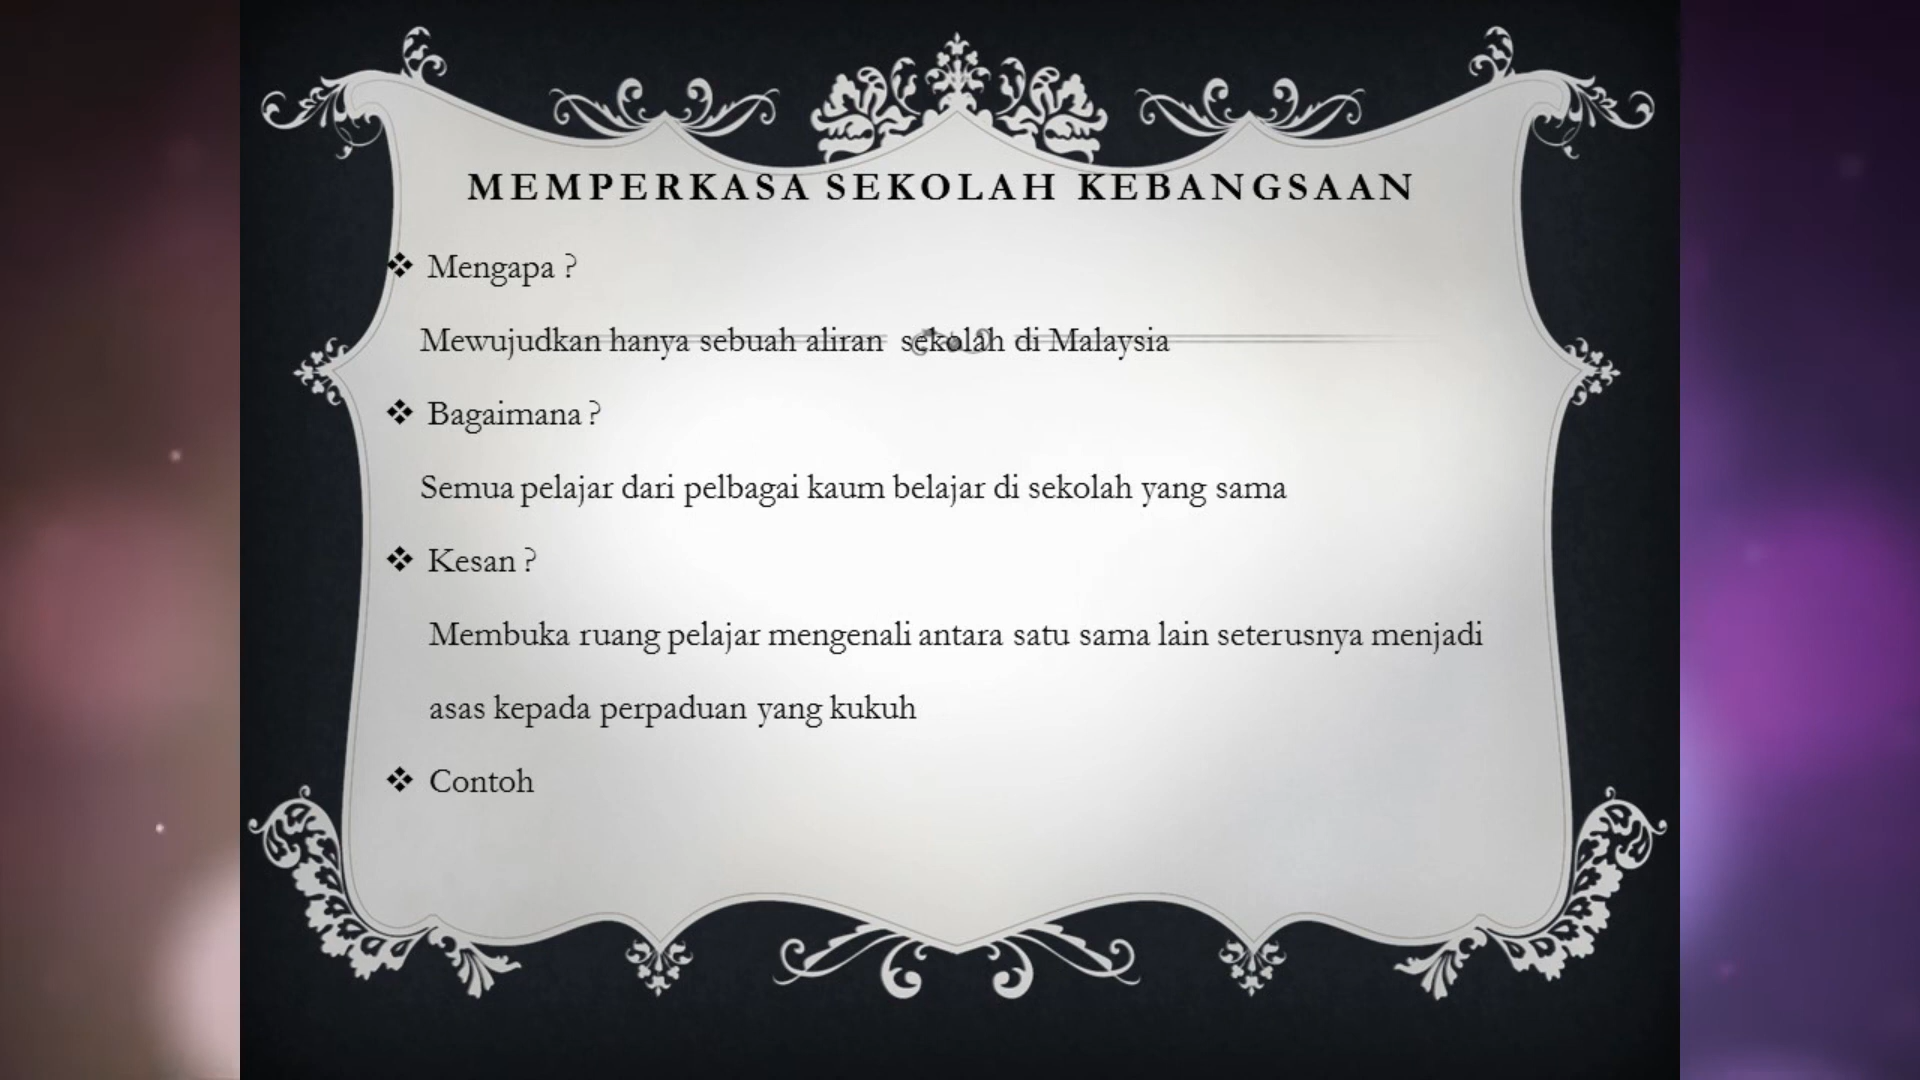 MEMPERKASA SEKOLAH KEBANGSAAN
❖ Mengapa ?
Mewujudkan hanya sebuah aliran sekolah di Malaysia
❖ Bagaimana ?
Semua pelajar dari pelbagai kaum belajar di sekolah yang sama
❖ Kesan ?
Membuka ruang pelajar mengenali antara satu sama lain seterusnya menjadi
asas kepada perpaduan yang kukuh
❖ Contoh